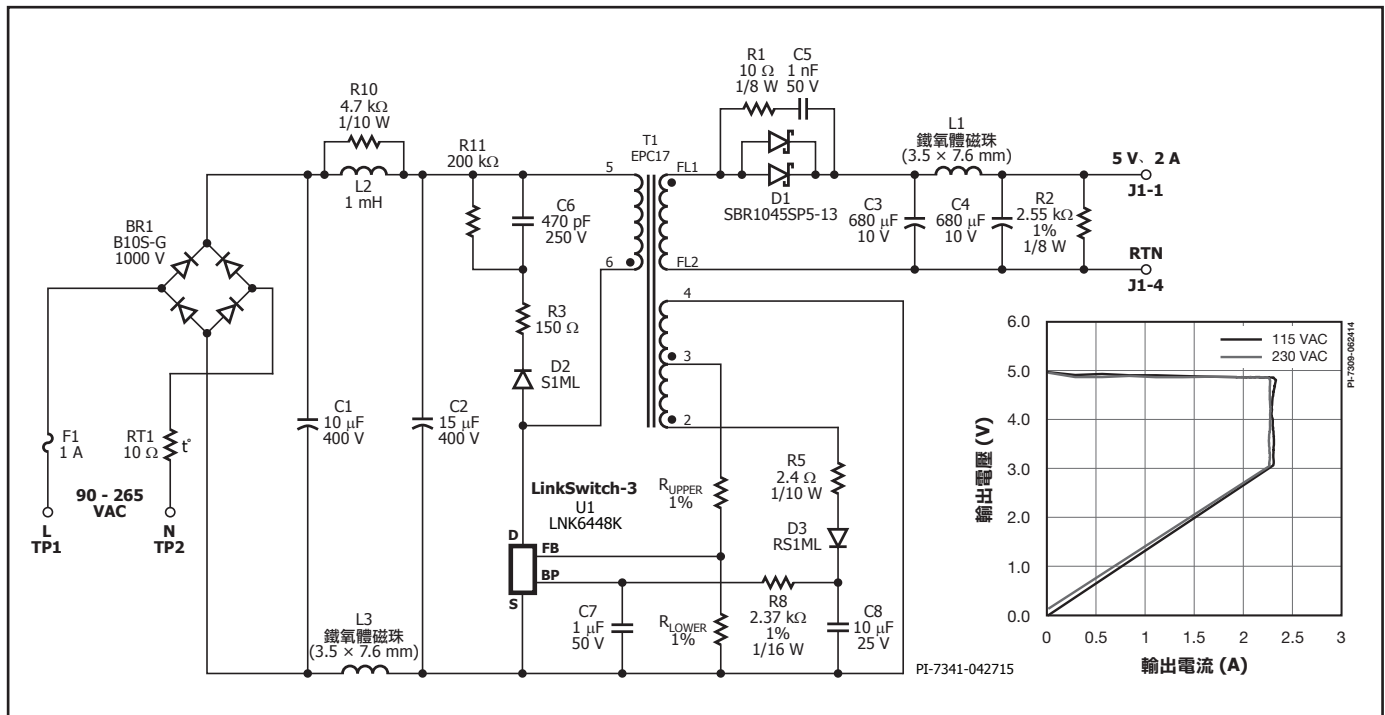 R10
4.7 kΩ
1/10 W
L2
1 mH
R11
200 kΩ
BR1
B10S-G
1000 V
C6
470 pF
250 V
R3
150 Ω
D2
S1ML
C1
10 µF
400 V
C2
15 µF
400 V
F1
1 A
RT1
10 Ω
t°
90 - 265
VAC
L
TP1
N
TP2
L3
鐵氧體磁珠
(3.5 × 7.6 mm)
LinkSwitch-3
U1
LNK6448K
D
FB
BP
S
C7
1 µF
50 V
RUPPER
1%
RLOWER
1%
R8
2.37 kΩ
1%
1/16 W
R5
2.4 Ω
1/10 W
D3
RS1ML
C8
10 µF
25 V
T1
EPC17
5
6
FL1
FL2
4
3
2
R1
10 Ω
1/8 W
C5
1 nF
50 V
D1
SBR1045SP5-13
L1
鐵氧體磁珠
(3.5 × 7.6 mm)
C3
680 µF
10 V
C4
680 µF
10 V
R2
2.55 kΩ
1%
1/8 W
5 V、2 A
J1-1
RTN
J1-4
PI-7341-042715
6.0
5.0
4.0
3.0
2.0
1.0
0.0
輸出電壓 (V)
115 VAC
230 VAC
PI-7309-062414
0
0.5
1
1.5
2
2.5
3
輸出電流 (A)